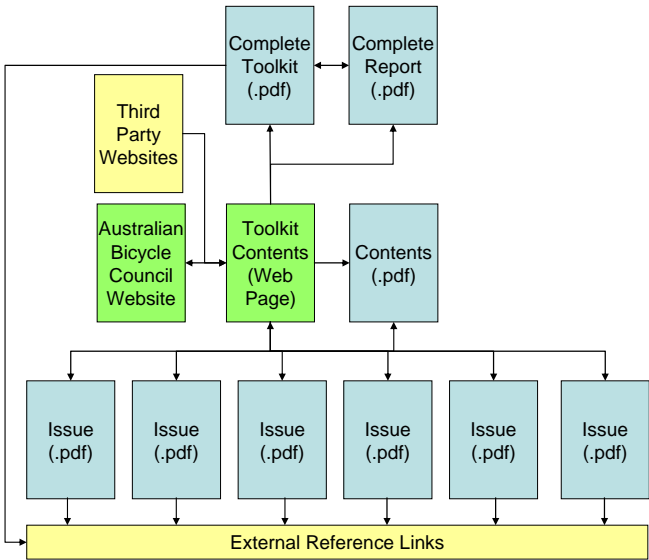 Complete
Toolkit
(.pdf)
Complete
Report
(.pdf)
Third
Party
Websites
Australian
Bicycle
Council
Website
Toolkit
Contents
(Web
Page)
Contents
(.pdf)
Issue
(.pdf)
Issue
(.pdf)
Issue
(.pdf)
Issue
(.pdf)
Issue
(.pdf)
Issue
(.pdf)
External Reference Links